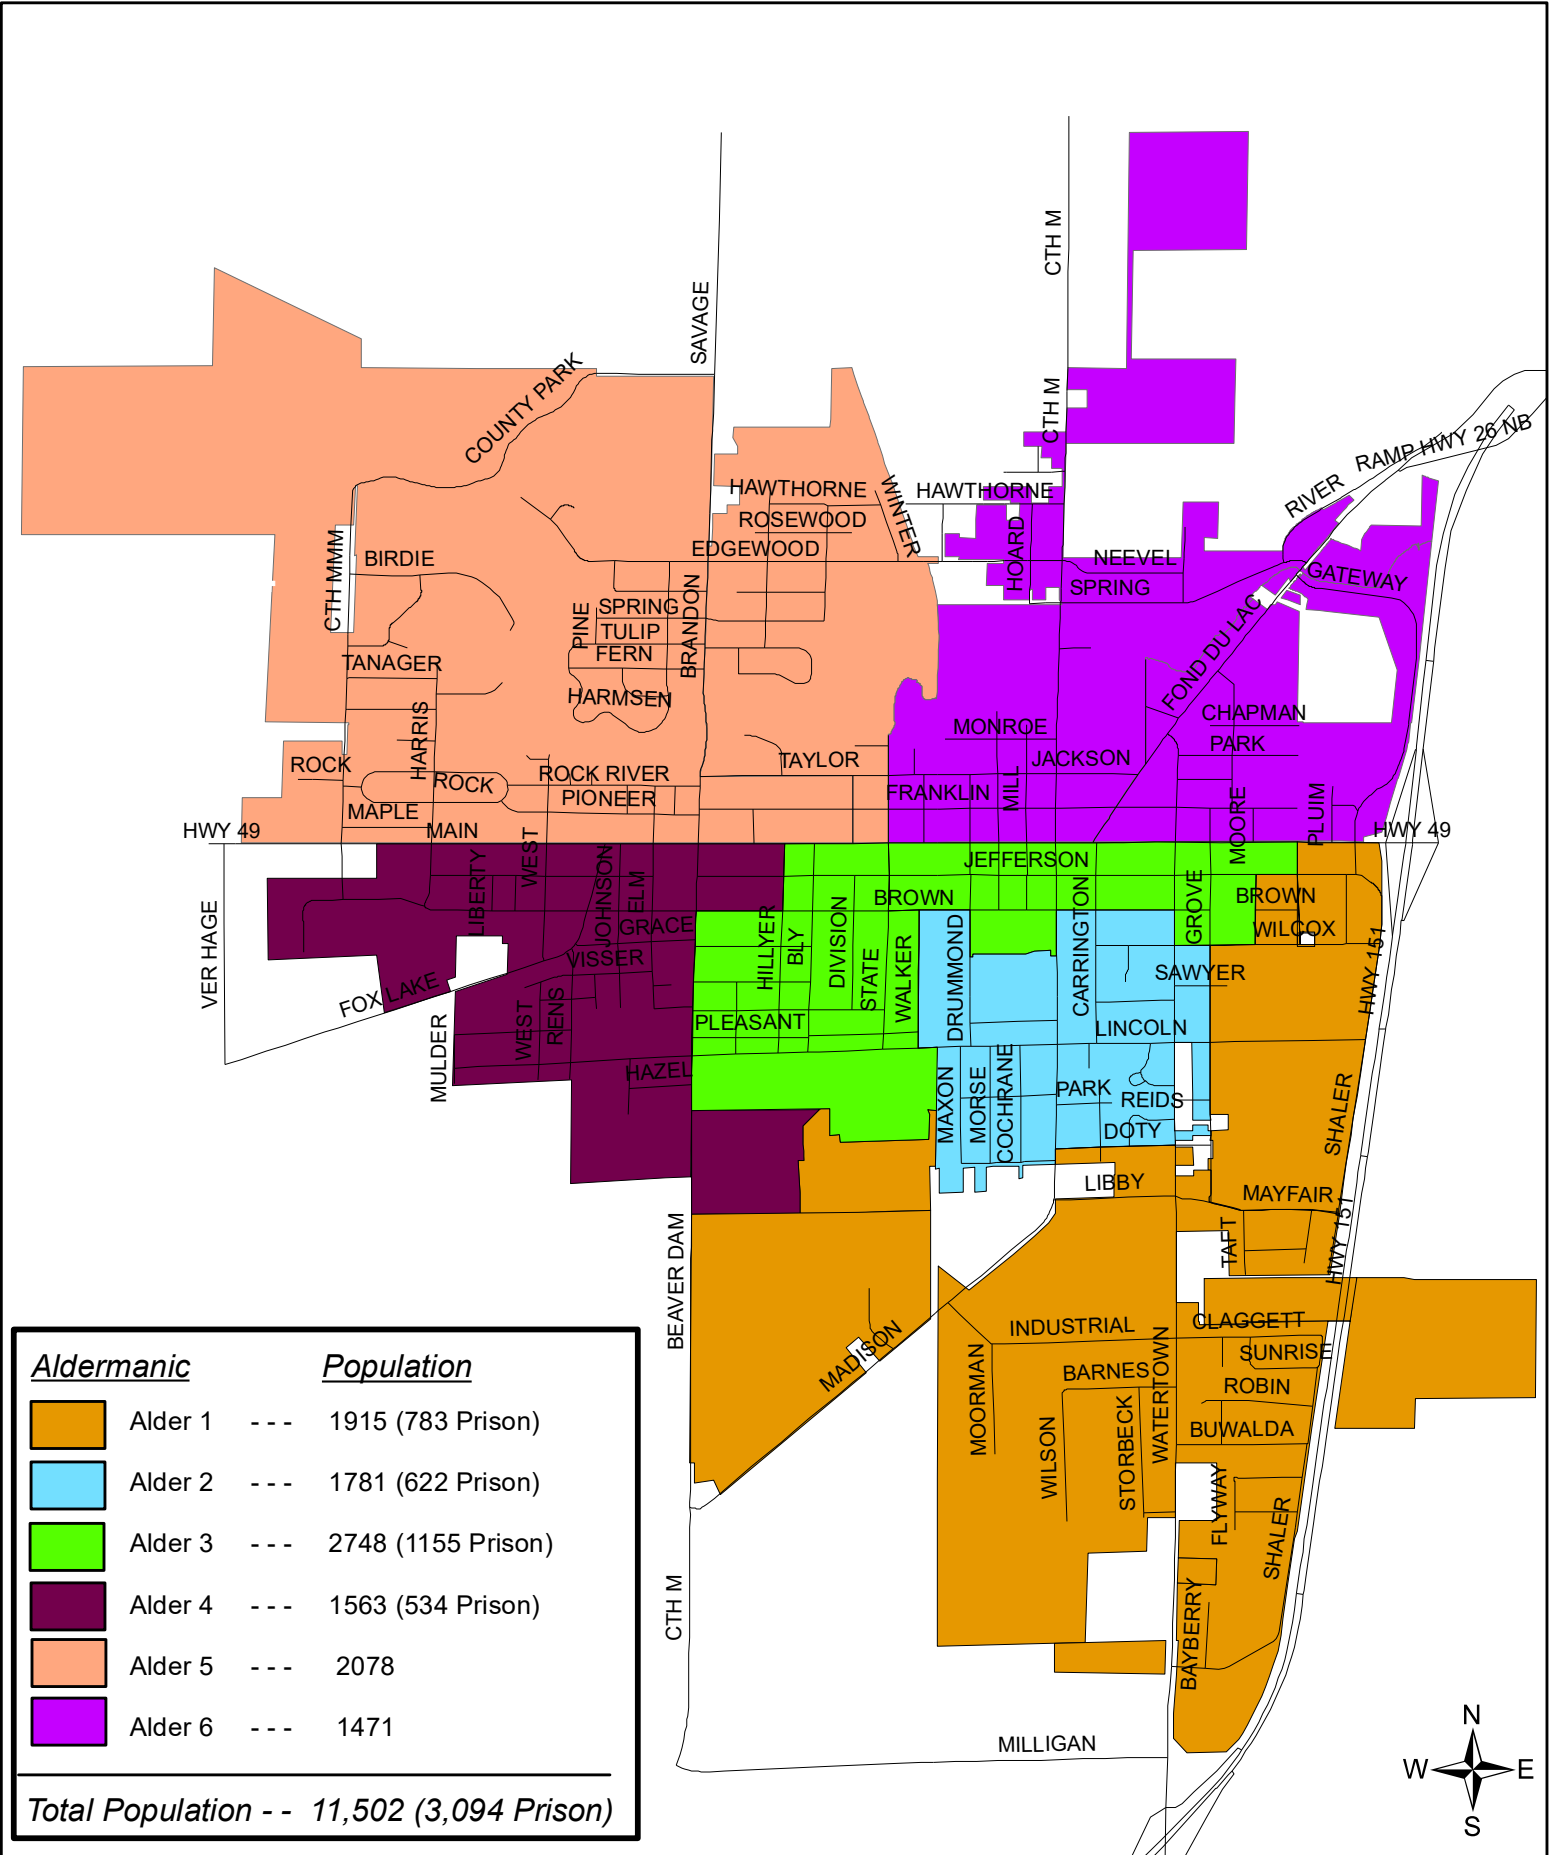 CTH M
SAVAGE
COUNTY PARK
CTH M
RAMP HWY 26 NB
RIVER
HAWTHORNE
WINTER
HAWTHORNE
ROSEWOOD
EDGEWOOD
HOARD
NEEVEL
SPRING
GATEWAY
CTH MMM
BIRDIE
PINE
SPRING
TULIP
FERN
BRANDON
HARMSEN
TANAGER
HARRIS
FOND DU LAC
CHAPMAN
PARK
MONROE
JACKSON
TAYLOR
FRANKLIN
MILL
ROCK
ROCK
ROCK RIVER
PIONEER
MAPLE
MAIN
MOORE
PLUIM
HWY 49
HWY 49
WEST
LIBERTY
JOHNSON
ELM
JEFFERSON
BROWN
BROWN
GRACE
VISSER
HILLYER
BLY
DIVISION
STATE
WALKER
DRUMMOND
CARRINGTON
GROVE
WILCOX
SAWYER
HWY 151
VER HAGE
FOX LAKE
MULDER
WEST
RENS
PLEASANT
LINCOLN
HAZEL
MAXON
MORSE
COCHRANE
PARK
REIDS
DOTY
SHALER
LIBBY
MAYFAIR
TAFT
HWY 151
BEAVER DAM
MADISON
INDUSTRIAL
CLAGGETT
SUNRISE
BARNES
ROBIN
MOORMAN
WATERTOWN
BUWALDA
WILSON
STORBECK
FLYWAY
SHALER
CTH M
BAYBERRY
MILLIGAN
N
W E
S
Aldermanic Population
Alder 1 - - - 1915 (783 Prison)
Alder 2 - - - 1781 (622 Prison)
Alder 3 - - - 2748 (1155 Prison)
Alder 4 - - - 1563 (534 Prison)
Alder 5 - - - 2078
Alder 6 - - - 1471
Total Population - - 11,502 (3,094 Prison)